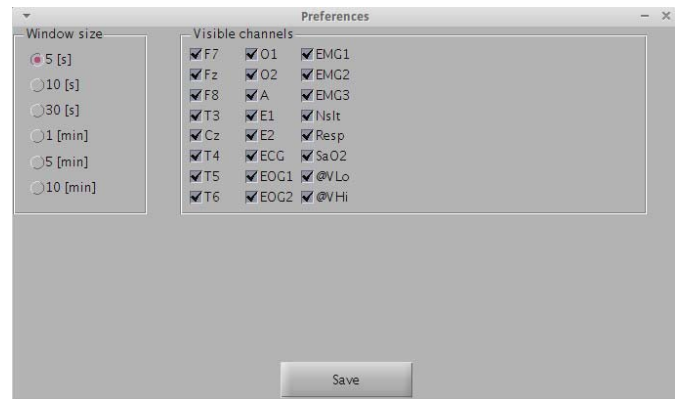 Preferences
Window size
5 [s]
10 [s]
30 [s]
1 [min]
5 [min]
10 [min]
Visible channels
F7 O1 EMG1
Fz O2 EMG2
F8 A EMG3
T3 E1 Nslt
Cz E2 Resp
T4 ECG SaO2
T5 EOG1 @VLo
T6 EOG2 @VHi
Save